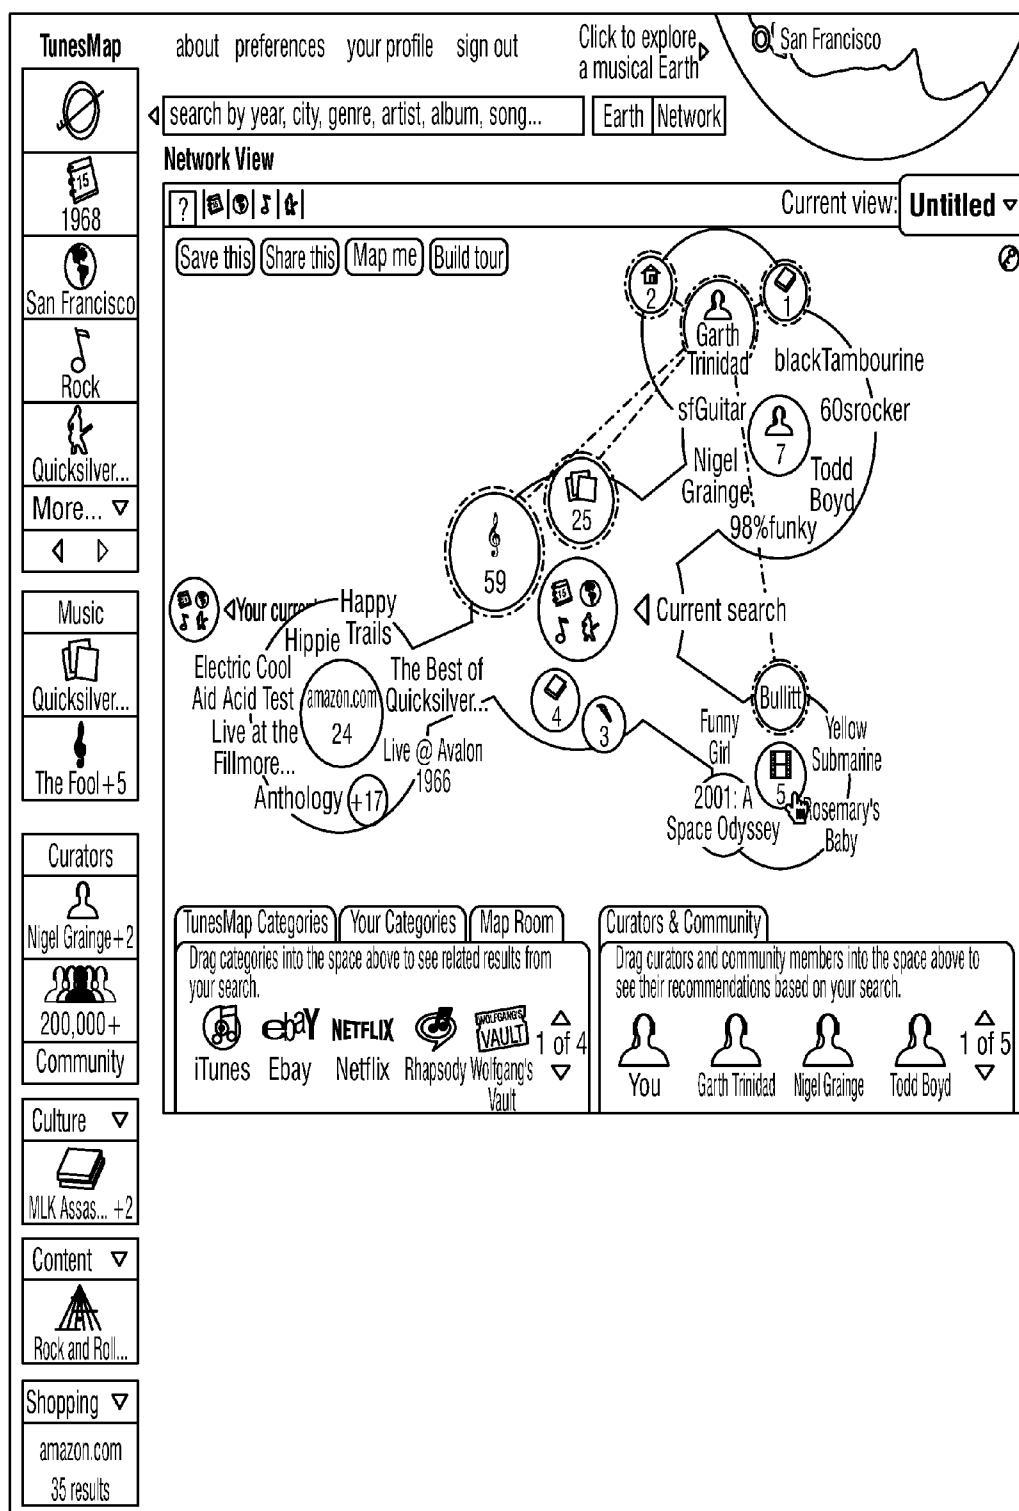 TunesMap
about preferences your profile sign out
Click to explore
a musical Earth
San Francisco
search by year, city, genre, artist, album, song...
Earth
Network
Network View
15
1968
San Francisco
Rock
Quicksilver...
More...
?
Current view:
Untitled
Save this
Share this
Map me
Build tour
2
Garth
Trinidad
1
blackTambourine
sfGuitar
60srocker
7
Nigel
Grainge
Todd
Boyd
98%funky
25
59
15
Current search
15
Your current
Happy
Trails
Hippie
Electric Cool
Aid Acid Test
The Best of
Quicksilver...
amazon.com
24
Live at the
Fillmore...
Live @ Avalon
1966
Anthology
+17
4
3
Bullitt
Funny
Girl
Yellow
Submarine
5
2001: A
Space Odyssey
Rosemary's
Baby
Music
Quicksilver...
The Fool+5
Curators
Nigel Grainge+2
200,000+
Community
Culture
MLK Assas... +2
Content
Rock and Roll...
Shopping
amazon.com
35 results
TunesMap Categories
Your Categories
Map Room
Drag categories into the space above to see related results from
your search.
ebaY
NETFLIX
WOLFGANG'S
VAULT
iTunes
Ebay
Netflix
Rhapsody
Wolfgang's
Vault
1 of 4
Curators & Community
Drag curators and community members into the space above to
see their recommendations based on your search.
You
Garth Trinidad
Nigel Grainge
Todd Boyd
1 of 5